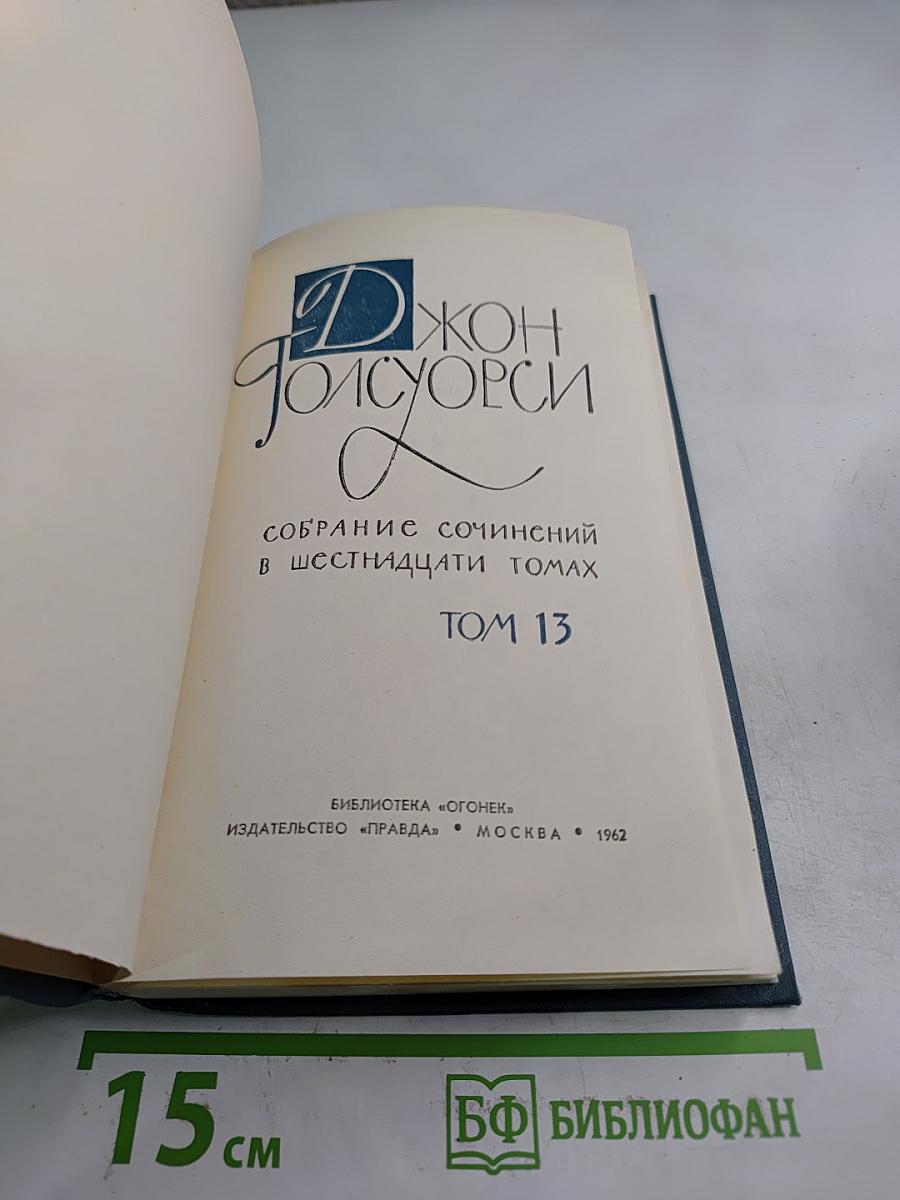 Джон
Голсуорси
собрание сочинений
в шестнадцати томах
том 13
БИБЛИОТЕКА «ОГОНЕК»
ИЗДАТЕЛЬСТВО «ПРАВДА» • МОСКВА • 1962
15 см
БФ БИБЛИОФАН